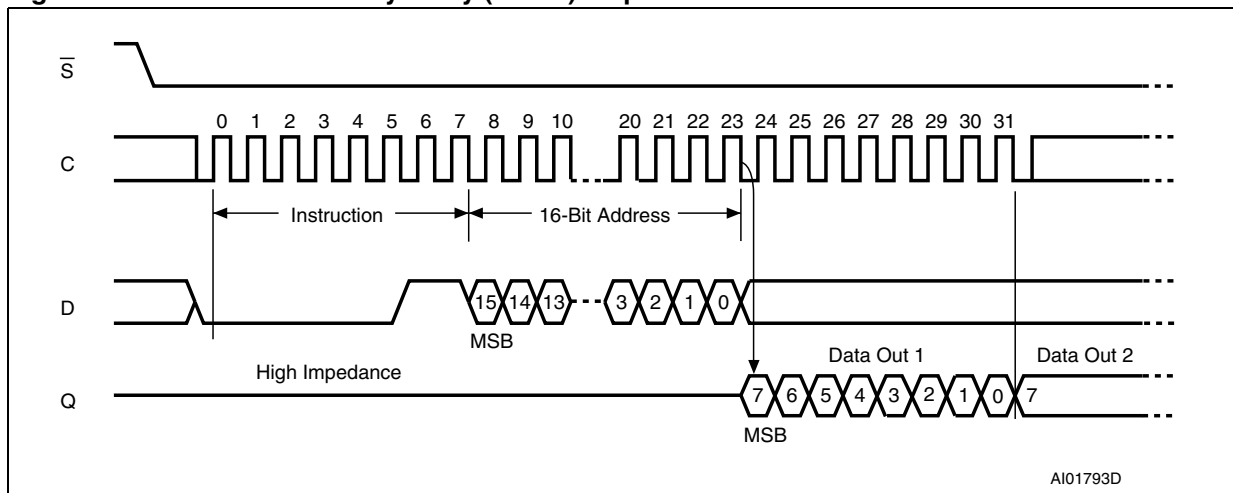 S
0 1 2 3 4 5 6 7 8 9 10 20 21 22 23 24 25 26 27 28 29 30 31
C
Instruction 16-Bit Address
D 15 14 13 3 2 1 0
MSB
High Impedance Data Out 1 Data Out 2
Q 7 6 5 4 3 2 1 0 7
MSB
AI01793D